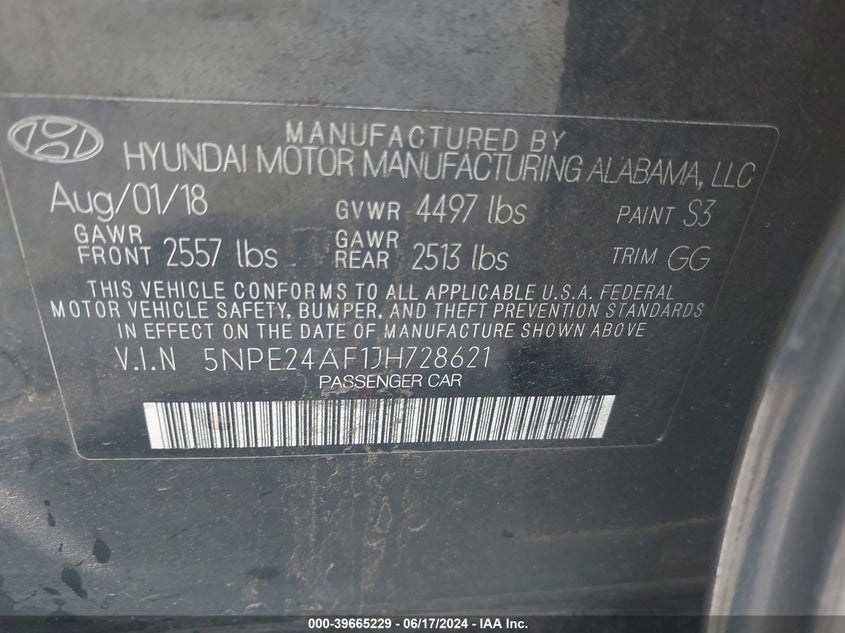 MANUFACTURED BY
HYUNDAI MOTOR MANUFACTURING ALABAMA, LLC
Aug/01/18 GVWR 4497 lbs PAINT S3
GAWR FRONT 2557 lbs GAWR REAR 2513 lbs TRIM GG
THIS VEHICLE CONFORMS TO ALL APPLICABLE U.S.A. FEDERAL
MOTOR VEHICLE SAFETY, BUMPER, AND THEFT PREVENTION STANDARDS
IN EFFECT ON THE DATE OF MANUFACTURE SHOWN ABOVE
V.I.N 5NPE24AF1JH728621
PASSENGER CAR
000-39665229 - 06/17/2024 - IAA Inc.